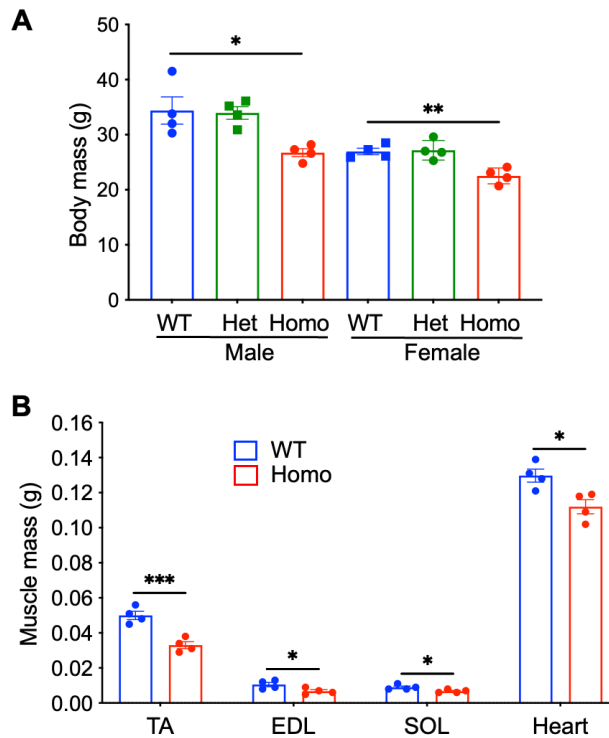 A
Body mass (g)
50
40
30
20
10
0
*
**
WT Het Homo WT Het Homo
Male Female
B
Muscle mass (g)
0.16
0.14
0.12
0.10
0.08
0.06
0.04
0.02
0.00
WT
Homo
***
*
*
*
TA EDL SOL Heart